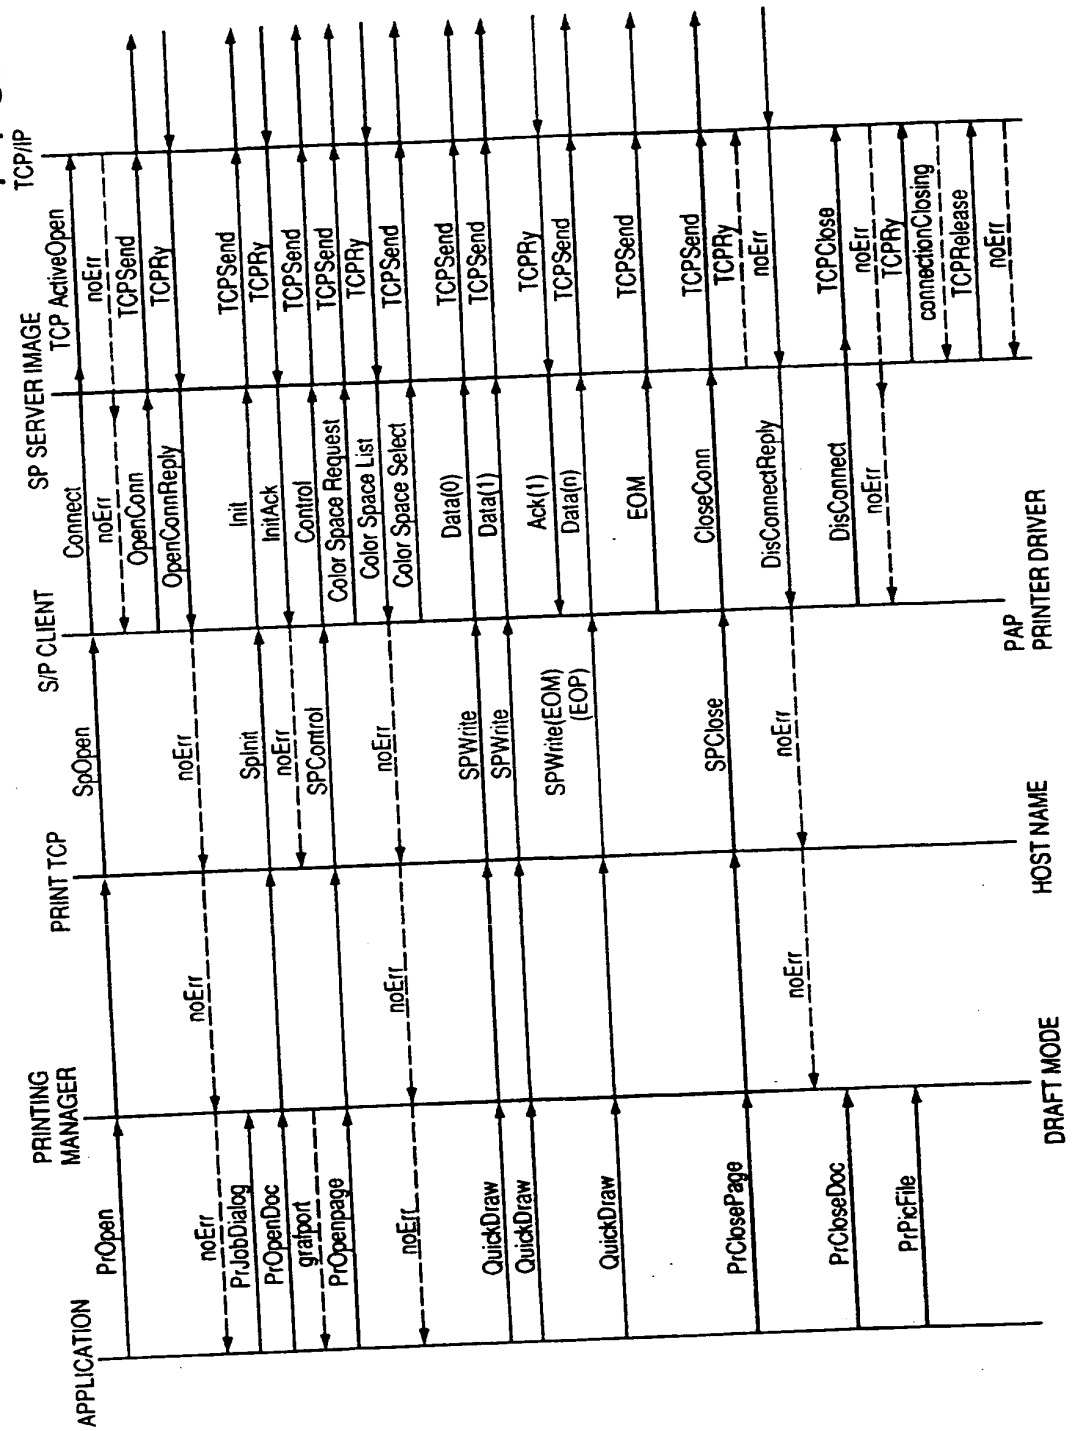 APPLICATION
PRINTING
MANAGER
PRINT TCP
S/P CLIENT
SP SERVER IMAGE
TCP/IP
PrOpen
SpOpen
Connect
TCP ActiveOpen
noErr
noErr
OpenConn
TCPSend
OpenConnReply
TCPRy
noErr
noErr
noErr
PrJobDialog
PrOpenDoc
SpInit
Init
TCPSend
InitAck
TCPRy
grafport
noErr
PrOpenpage
SPControl
Control
TCPSend
Color Space Request
TCPSend
Color Space List
TCPRy
noErr
noErr
noErr
Color Space Select
TCPSend
QuickDraw
SPWrite
Data(0)
TCPSend
QuickDraw
SPWrite
Data(1)
TCPSend
Ack(1)
TCPRy
QuickDraw
SPWrite(EOM)
(EOP)
Data(n)
TCPSend
EOM
TCPSend
PrClosePage
SPClose
CloseConn
TCPSend
TCPRy
noErr
DisConnectReply
noErr
noErr
PrCloseDoc
DisConnect
TCPClose
noErr
noErr
PrPicFile
TCPRy
connectionClosing
TCPRelease
noErr
DRAFT MODE
HOST NAME
PAP
PRINTER DRIVER